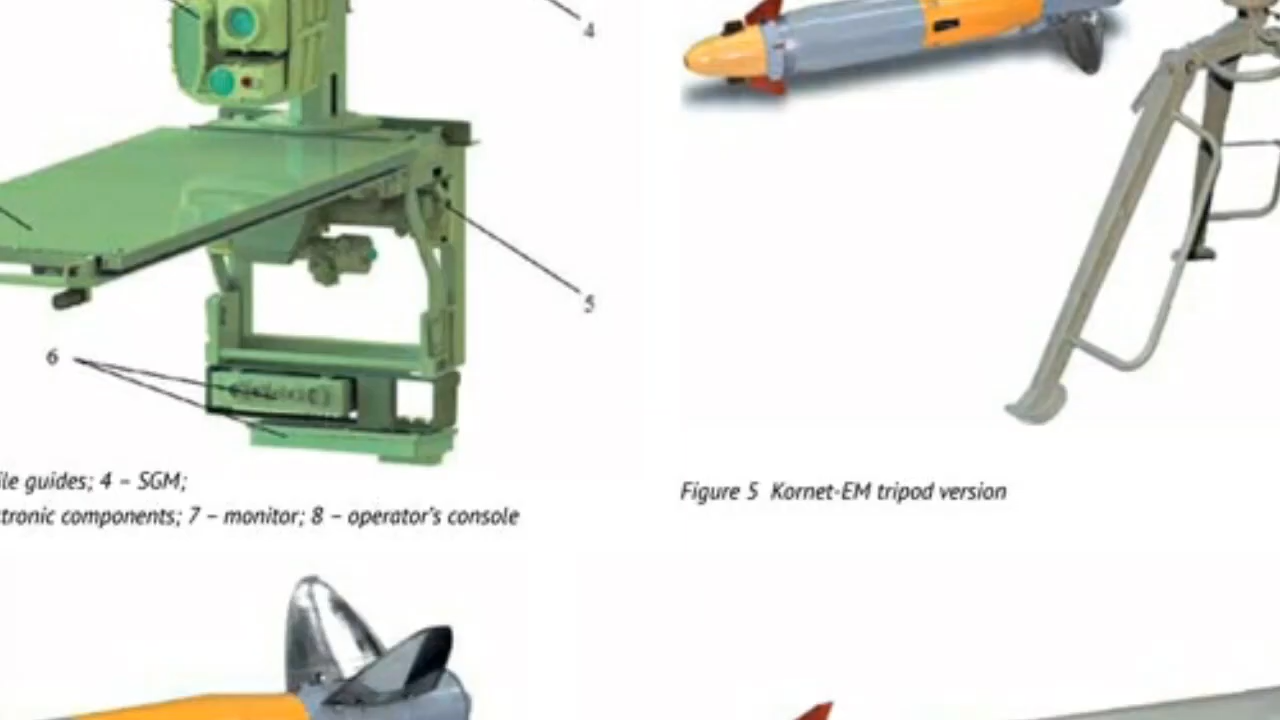 4
5
6
ile guides; 4 – SGM;
tronic components; 7 – monitor; 8 – operator's console
Figure 5 Kornet-EM tripod version